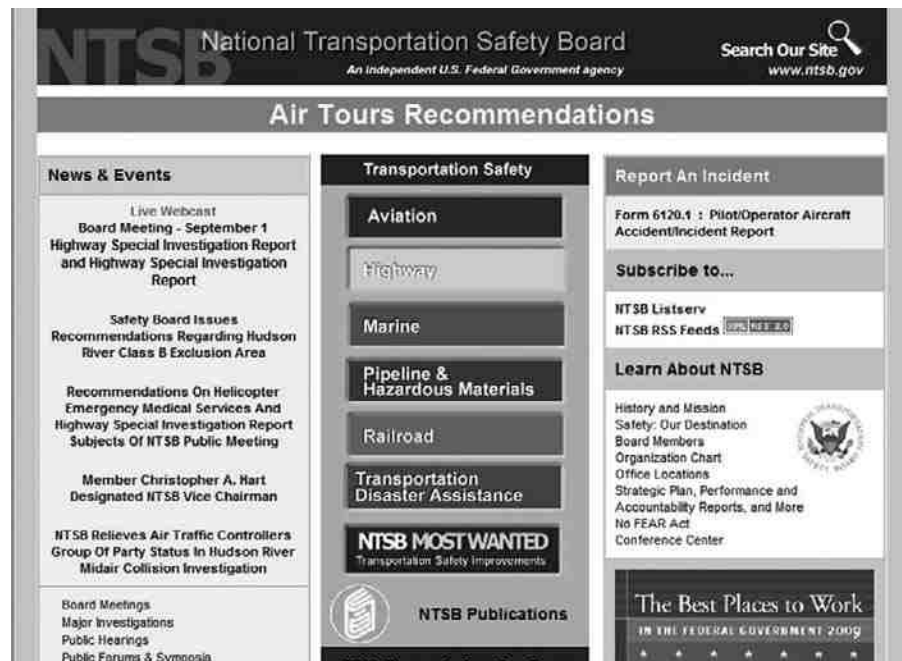 NTSB
National Transportation Safety Board
An Independent U.S. Federal Government agency
Search Our Site
www.ntsb.gov
Air Tours Recommendations
News & Events
Live Webcast
Board Meeting - September 1
Highway Special Investigation Report
and Highway Special Investigation
Report
Safety Board Issues
Recommendations Regarding Hudson
River Class B Exclusion Area
Recommendations On Helicopter
Emergency Medical Services And
Highway Special Investigation Report
Subjects Of NTSB Public Meeting
Member Christopher A. Hart
Designated NTSB Vice Chairman
NTSB Relieves Air Traffic Controllers
Group Of Party Status In Hudson River
Midair Collision Investigation
Board Meetings
Major Investigations
Public Hearings
Public Forums & Symposia
Transportation Safety
Aviation
Highway
Marine
Pipeline &
Hazardous Materials
Railroad
Transportation
Disaster Assistance
NTSB MOST WANTED
Transportation Safety Improvements
NTSB Publications
Report An Incident
Form 6120.1 : Pilot/Operator Aircraft
Accident/Incident Report
Subscribe to...
NTSB Listserv
NTSB RSS Feeds
Learn About NTSB
History and Mission
Safety: Our Destination
Board Members
Organization Chart
Office Locations
Strategic Plan, Performance and
Accountability Reports, and More
No FEAR Act
Conference Center
The Best Places to Work
IN THE FEDERAL GOVERNMENT 2009